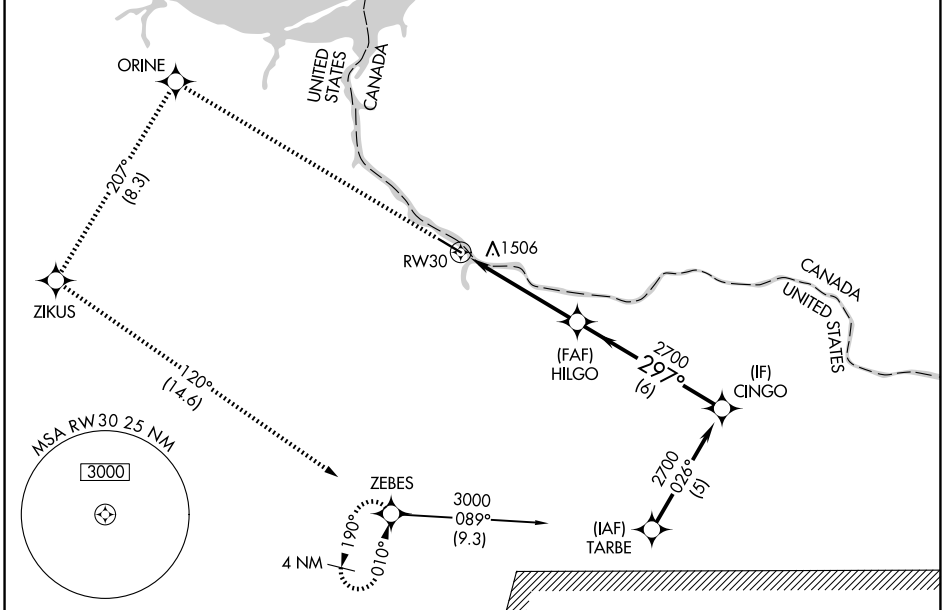 ORINE
UNITED
STATES
CANADA
207°
(8.3)
RW30
1506
ZIKUS
CANADA
UNITED STATES
(FAF)
HILGO
2700
297°
(6)
(IF)
CINGO
120°
(14.6)
MSA RW30 25 NM
3000
ZEBES
3000
089°
(9.3)
2700
026°
(5)
190°
010°
4 NM
(IAF)
TARBE